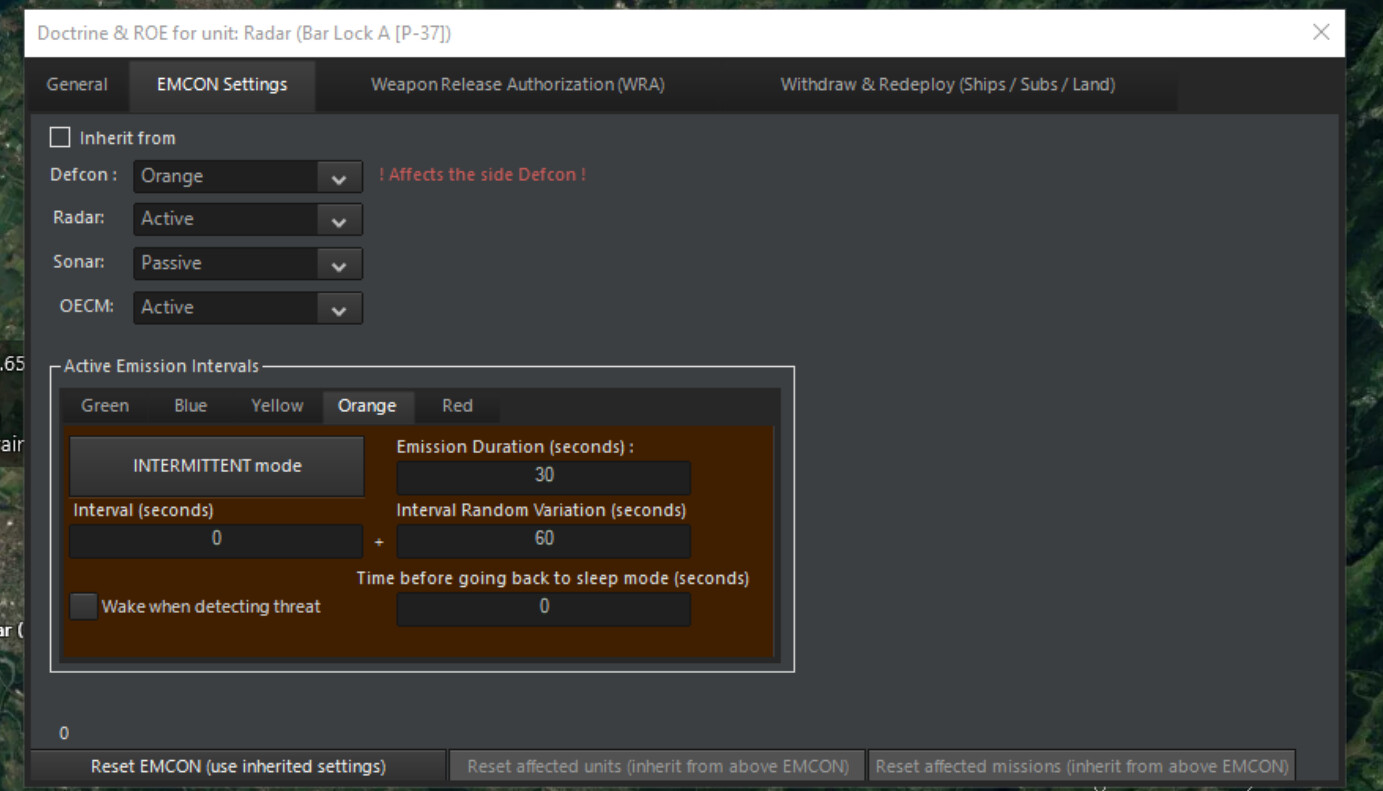 Doctrine & ROE for unit: Radar (Bar Lock A [P-37])
General EMCON Settings Weapon Release Authorization (WRA) Withdraw & Redeploy (Ships / Subs / Land)
Inherit from
Defcon : Orange ! Affects the side Defcon !
Radar: Active
Sonar: Passive
OECM: Active
.65
Active Emission Intervals
Green Blue Yellow Orange Red
INTERMITTENT mode
Emission Duration (seconds) :
30
Interval (seconds) Interval Random Variation (seconds)
0 + 60
Time before going back to sleep mode (seconds)
Wake when detecting threat 0
ar (
0
Reset EMCON (use inherited settings) Reset affected units (inherit from above EMCON) Reset affected missions (inherit from above EMCON)